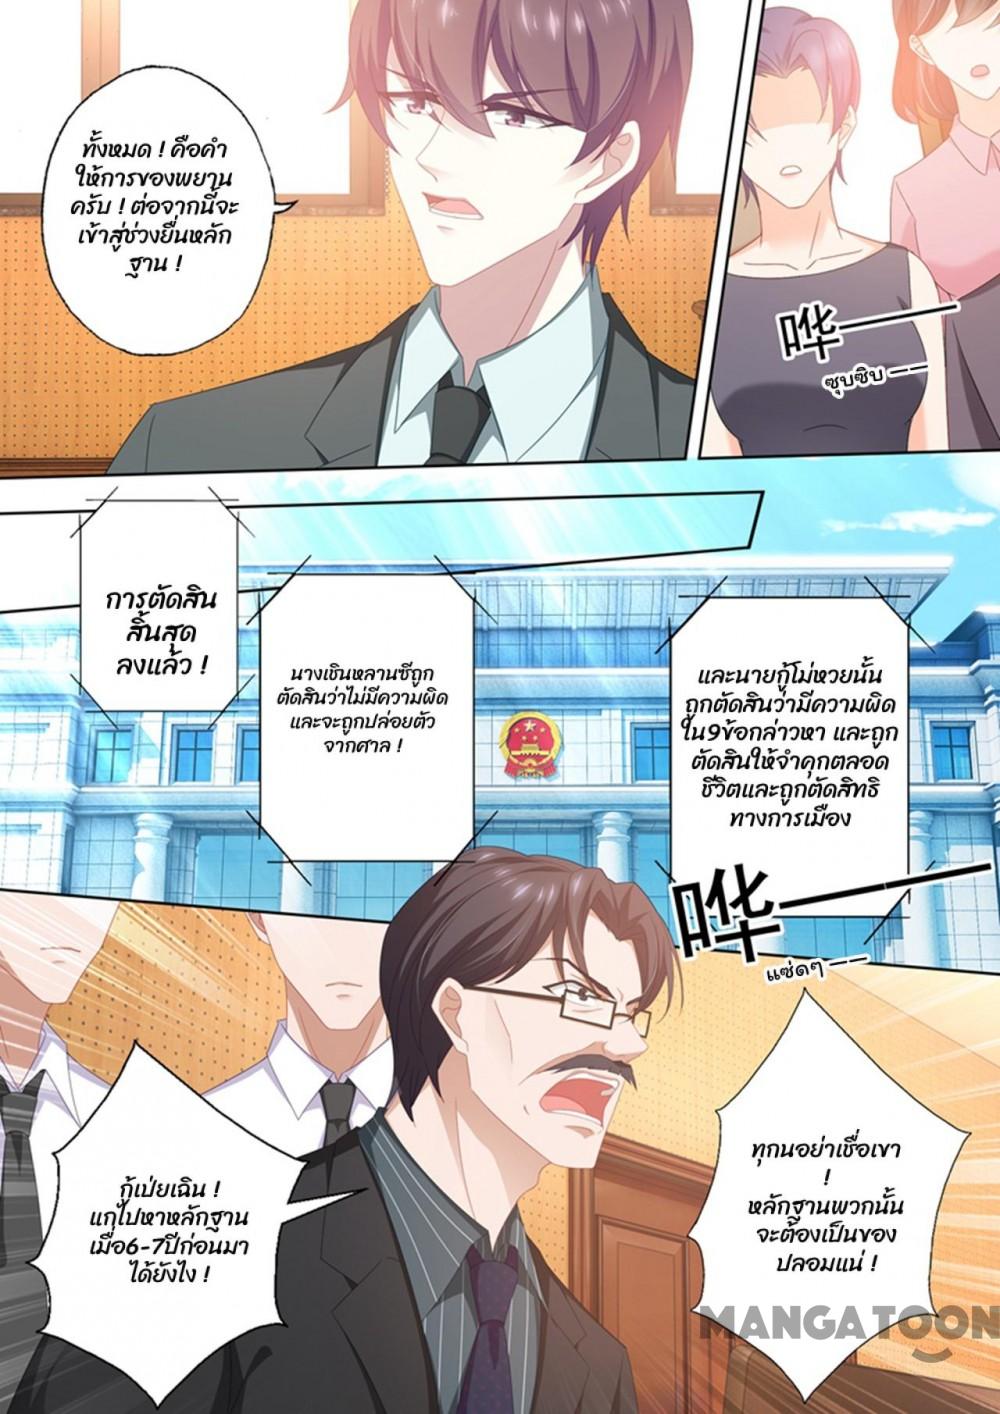 ทั้งหมด ! คือคำ
ให้การของพยาน
ครับ ! ต่อจากนี้จะ
เข้าสู่ช่วงยื่นหลัก
ฐาน !
哗——
ซุบซิบ ——
การตัดสิน
สิ้นสุด
ลงแล้ว !
นางเชินหลานซีถูก
ตัดสินว่าไม่มีความผิด
และจะถูกปล่อยตัว
จากศาล !
และนายกู้โม่หวยนั้น
ถูกตัดสินว่ามีความผิด
ใน9ข้อกล่าวหา และถูก
ตัดสินให้จำคุกตลอด
ชีวิตและถูกตัดสิทธิ
ทางการเมือง
哗——
แซ่ดๆ ——
กู้เป่ยเฉิน !
แกไปหาหลักฐาน
เมื่อ6-7ปีก่อนมา
ได้ยังไง !
ทุกนอย่าเชื่อเขา
!
หลักฐานพวกนั้น
จะต้องเป็นของ
ปลอมแน่ !
MANGATOON